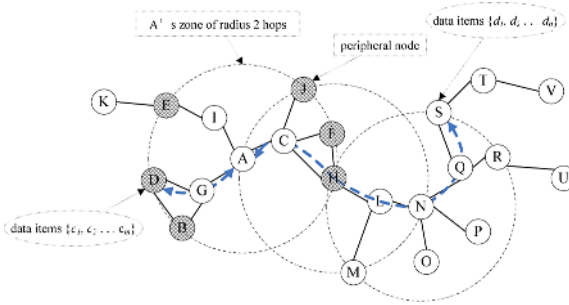 A's zone of radius 2 hops
peripheral node
data items {d₁, d₂ ... dₙ}
K
E
I
J
T
V
S
C
F
A
D
G
H
Q
R
U
L
N
B
P
O
M
data items {c₁, c₂ ... cₘ}